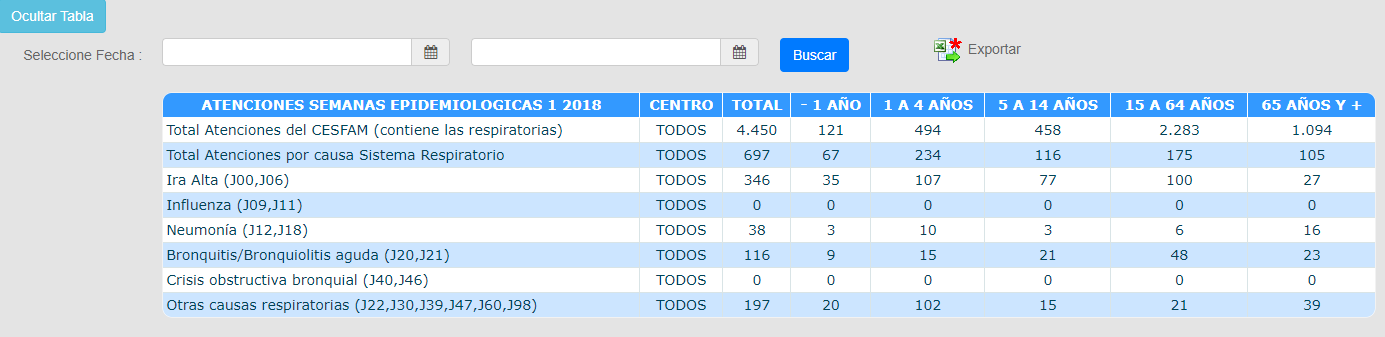 Ocultar Tabla
Seleccione Fecha : Buscar Exportar
ATENCIONES SEMANAS EPIDEMIOLOGICAS 1 2018 CENTRO TOTAL - 1 AÑO 1 A 4 AÑOS 5 A 14 AÑOS 15 A 64 AÑOS 65 AÑOS Y +
Total Atenciones del CESFAM (contiene las respiratorias) TODOS 4.450 121 494 458 2.283 1.094
Total Atenciones por causa Sistema Respiratorio TODOS 697 67 234 116 175 105
Ira Alta (J00,J06) TODOS 346 35 107 77 100 27
Influenza (J09,J11) TODOS 0 0 0 0 0 0
Neumonía (J12,J18) TODOS 38 3 10 3 6 16
Bronquitis/Bronquiolitis aguda (J20,J21) TODOS 116 9 15 21 48 23
Crisis obstructiva bronquial (J40,J46) TODOS 0 0 0 0 0 0
Otras causas respiratorias (J22,J30,J39,J47,J60,J98) TODOS 197 20 102 15 21 39